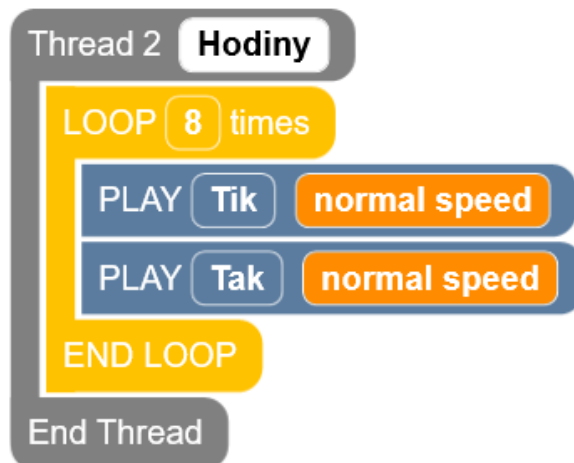 Thread 2 Hodiny
LOOP 8 times
PLAY Tik normal speed
PLAY Tak normal speed
END LOOP
End Thread